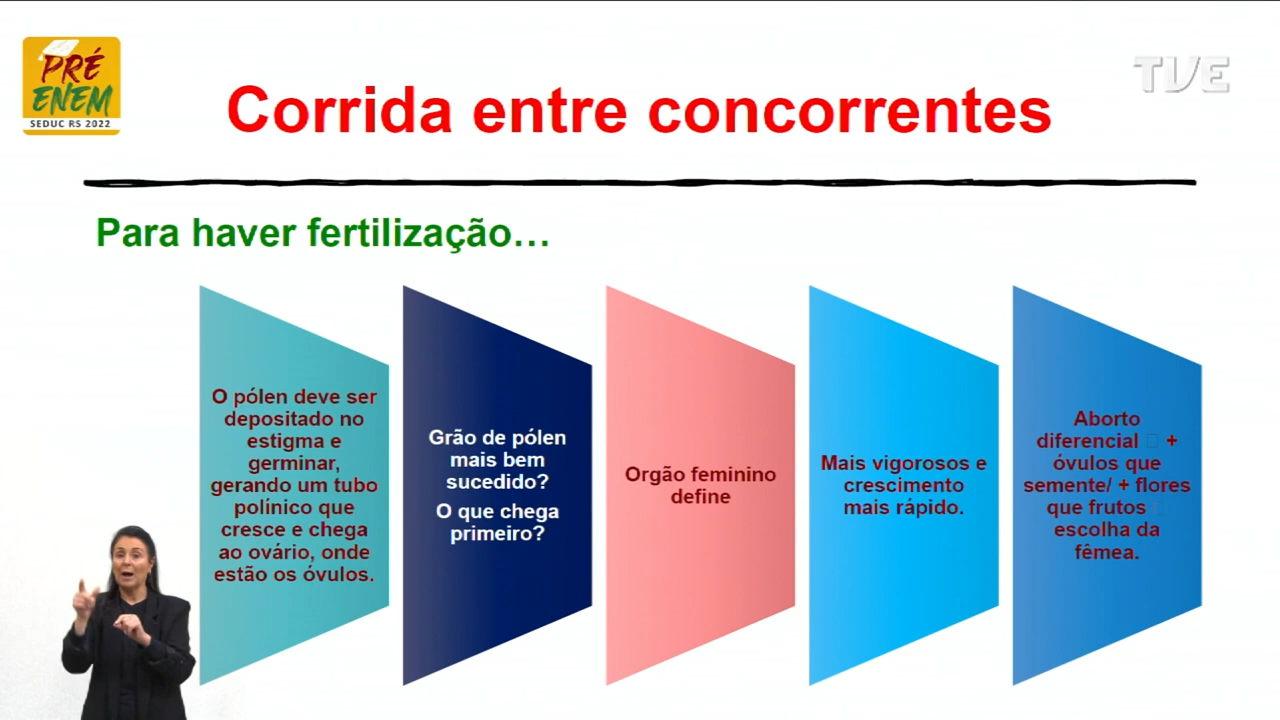 PRÉ
ENEM
SEDUC RS 2022
TVE
Corrida entre concorrentes
Para haver fertilização…
O pólen deve ser
depositado no
estigma e
germinar,
gerando um tubo
polínico que
cresce e chega
ao ovário, onde
estão os óvulos.
Grão de pólen
mais bem
sucedido?
O que chega
primeiro?
Orgão feminino
define
Mais vigorosos e
crescimento
mais rápido.
Aborto
diferencial +
óvulos que
semente/ + flores
que frutos
escolha da
fêmea.